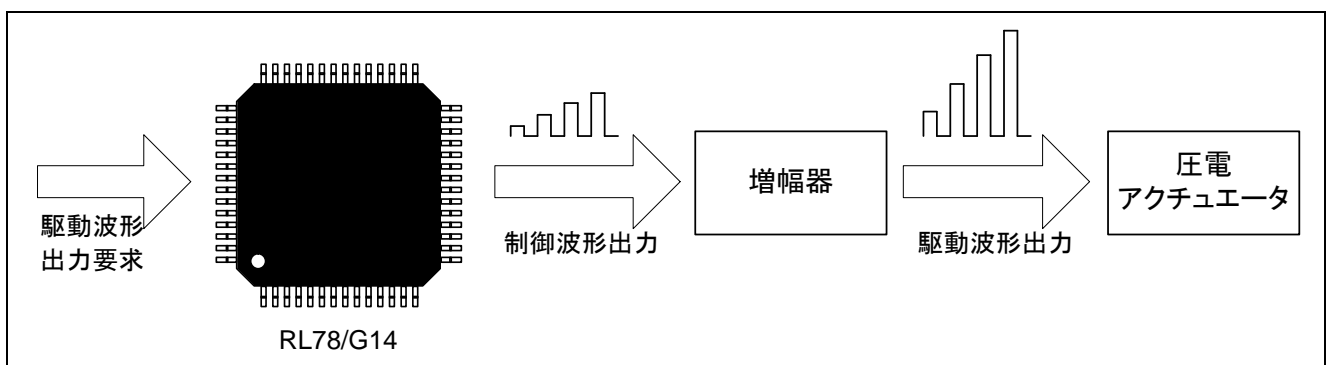 駆動波形
出力要求
RL78/G14
制御波形出力
増幅器
駆動波形出力
圧電
アクチュエータ